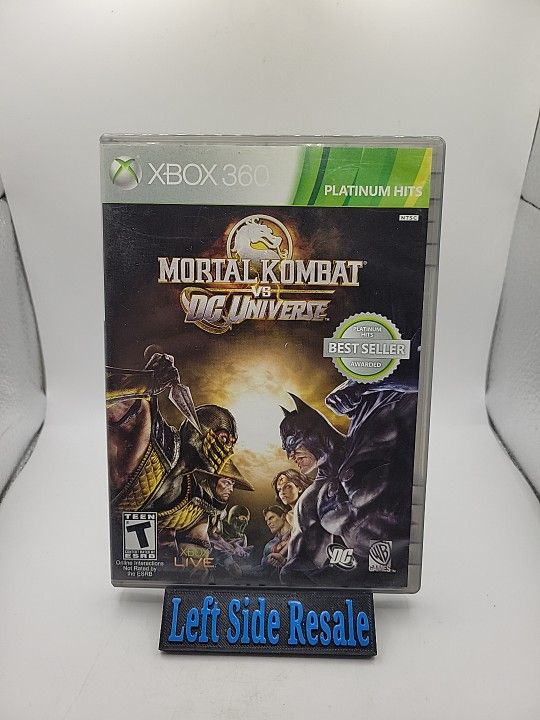 XBOX 360
PLATINUM HITS
NTSC
MORTAL KOMBAT
VS
DC UNIVERSE
PLATINUM
HITS
BEST SELLER
AWARDED
TEEN
T
ESRB
Online Interactions
Not Rated by
the ESRB
XBOX
LIVE
DC
WB
GAMES
Left Side Resale